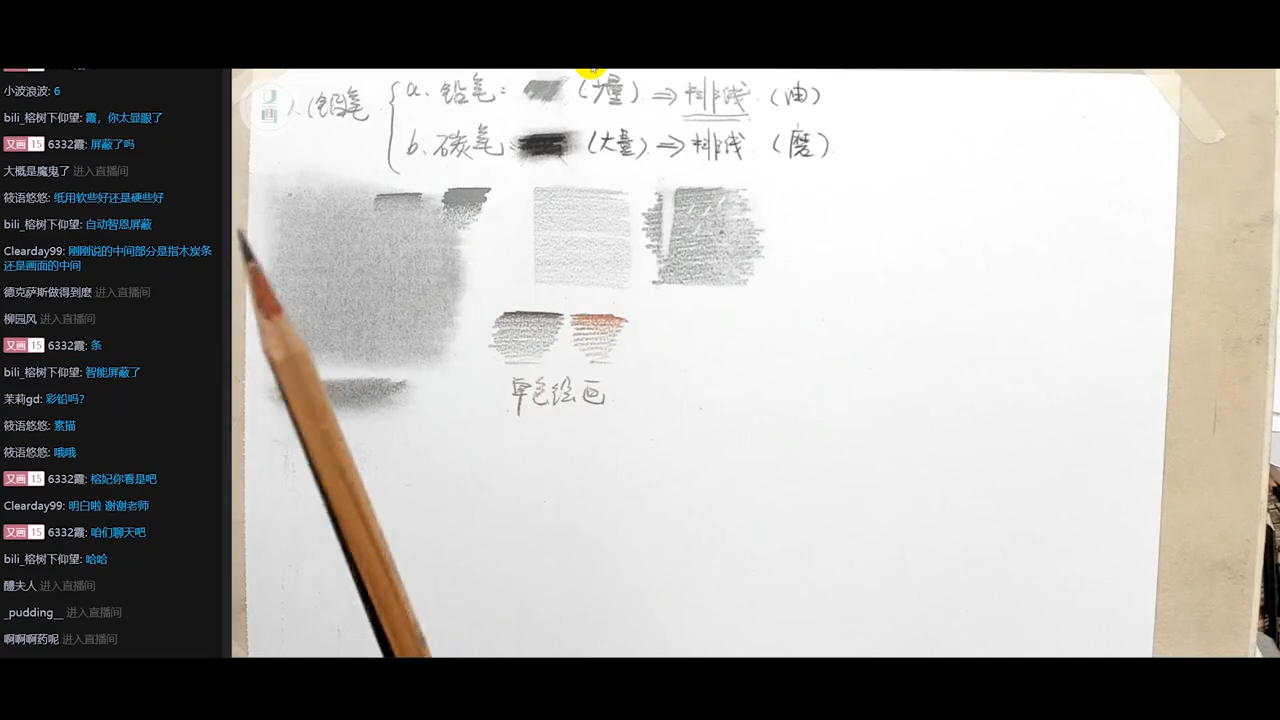 小波浪波: 6
bili_榕树下仰望: 霞，你太显眼了
又画 15 6332霞: 屏蔽了吗
大概是魔鬼了 进入直播间
筱语悠悠: 纸用软些好还是硬些好
bili_榕树下仰望: 自动智恩屏蔽
Clearday99: 刚刚说的中间部分是指木炭条
还是画面的中间
德克萨斯做得到麽 进入直播间
柳园风 进入直播间
又画 15 6332霞: 条
bili_榕树下仰望: 智能屏蔽了
茉莉gd: 彩铅吗?
筱语悠悠: 素描
筱语悠悠: 哦哦
又画 15 6332霞: 榕妃你看是吧
Clearday99: 明白啦 谢谢老师
又画 15 6332霞: 咱们聊天吧
bili_榕树下仰望: 哈哈
醴夫人 进入直播间
_pudding__ 进入直播间
啊啊啊药呢 进入直播间
画
1、铅笔
a. 铅笔: (少量) ⇒ 排线 (由)
b. 碳笔: (大量) ⇒ 排线 (磨)
单色绘画